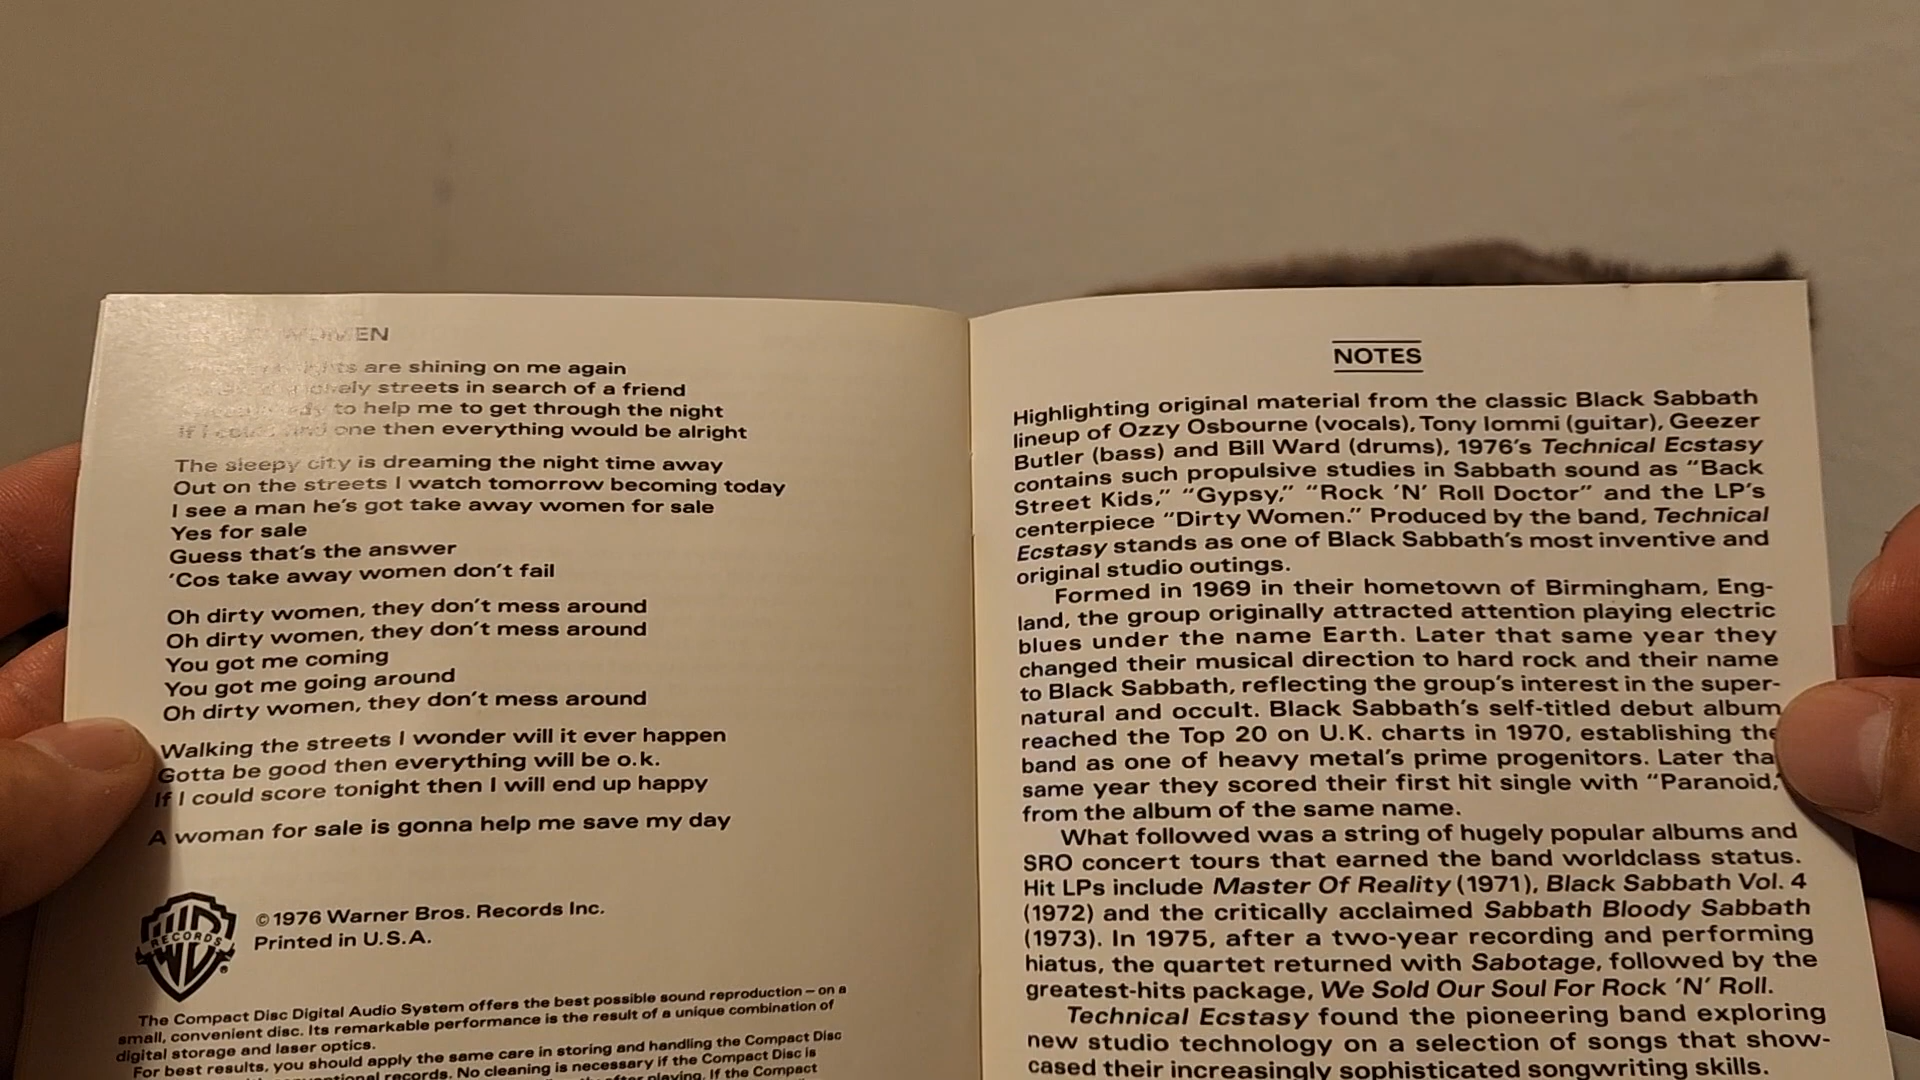 WOMEN
are shining on me again
lonely streets in search of a friend
to help me to get through the night
If I could find one then everything would be alright
The sleepy city is dreaming the night time away
Out on the streets I watch tomorrow becoming today
I see a man he's got take away women for sale
Yes for sale
Guess that's the answer
'Cos take away women don't fail
Oh dirty women, they don't mess around
Oh dirty women, they don't mess around
You got me coming
You got me going around
Oh dirty women, they don't mess around
Walking the streets I wonder will it ever happen
Gotta be good then everything will be o.k.
If I could score tonight then I will end up happy
A woman for sale is gonna help me save my day
RECORDS
© 1976 Warner Bros. Records Inc.
Printed in U.S.A.
The Compact Disc Digital Audio System offers the best possible sound reproduction – on a
small, convenient disc. Its remarkable performance is the result of a unique combination of
digital storage and laser optics.
For best results, you should apply the same care in storing and handling the Compact Disc
conventional records. No cleaning is necessary if the Compact Disc is
after playing. If the Compact
NOTES
Highlighting original material from the classic Black Sabbath
lineup of Ozzy Osbourne (vocals), Tony Iommi (guitar), Geezer
Butler (bass) and Bill Ward (drums), 1976's Technical Ecstasy
contains such propulsive studies in Sabbath sound as "Back
Street Kids," "Gypsy," "Rock 'N' Roll Doctor" and the LP's
centerpiece "Dirty Women." Produced by the band, Technical
Ecstasy stands as one of Black Sabbath's most inventive and
original studio outings.
Formed in 1969 in their hometown of Birmingham, Eng-
land, the group originally attracted attention playing electric
blues under the name Earth. Later that same year they
changed their musical direction to hard rock and their name
to Black Sabbath, reflecting the group's interest in the super-
natural and occult. Black Sabbath's self-titled debut album
reached the Top 20 on U.K. charts in 1970, establishing the
band as one of heavy metal's prime progenitors. Later tha
same year they scored their first hit single with "Paranoid,"
from the album of the same name.
What followed was a string of hugely popular albums and
SRO concert tours that earned the band worldclass status.
Hit LPs include Master Of Reality (1971), Black Sabbath Vol. 4
(1972) and the critically acclaimed Sabbath Bloody Sabbath
(1973). In 1975, after a two-year recording and performing
hiatus, the quartet returned with Sabotage, followed by the
greatest-hits package, We Sold Our Soul For Rock 'N' Roll.
Technical Ecstasy found the pioneering band exploring
new studio technology on a selection of songs that show-
cased their increasingly sophisticated songwriting skills.